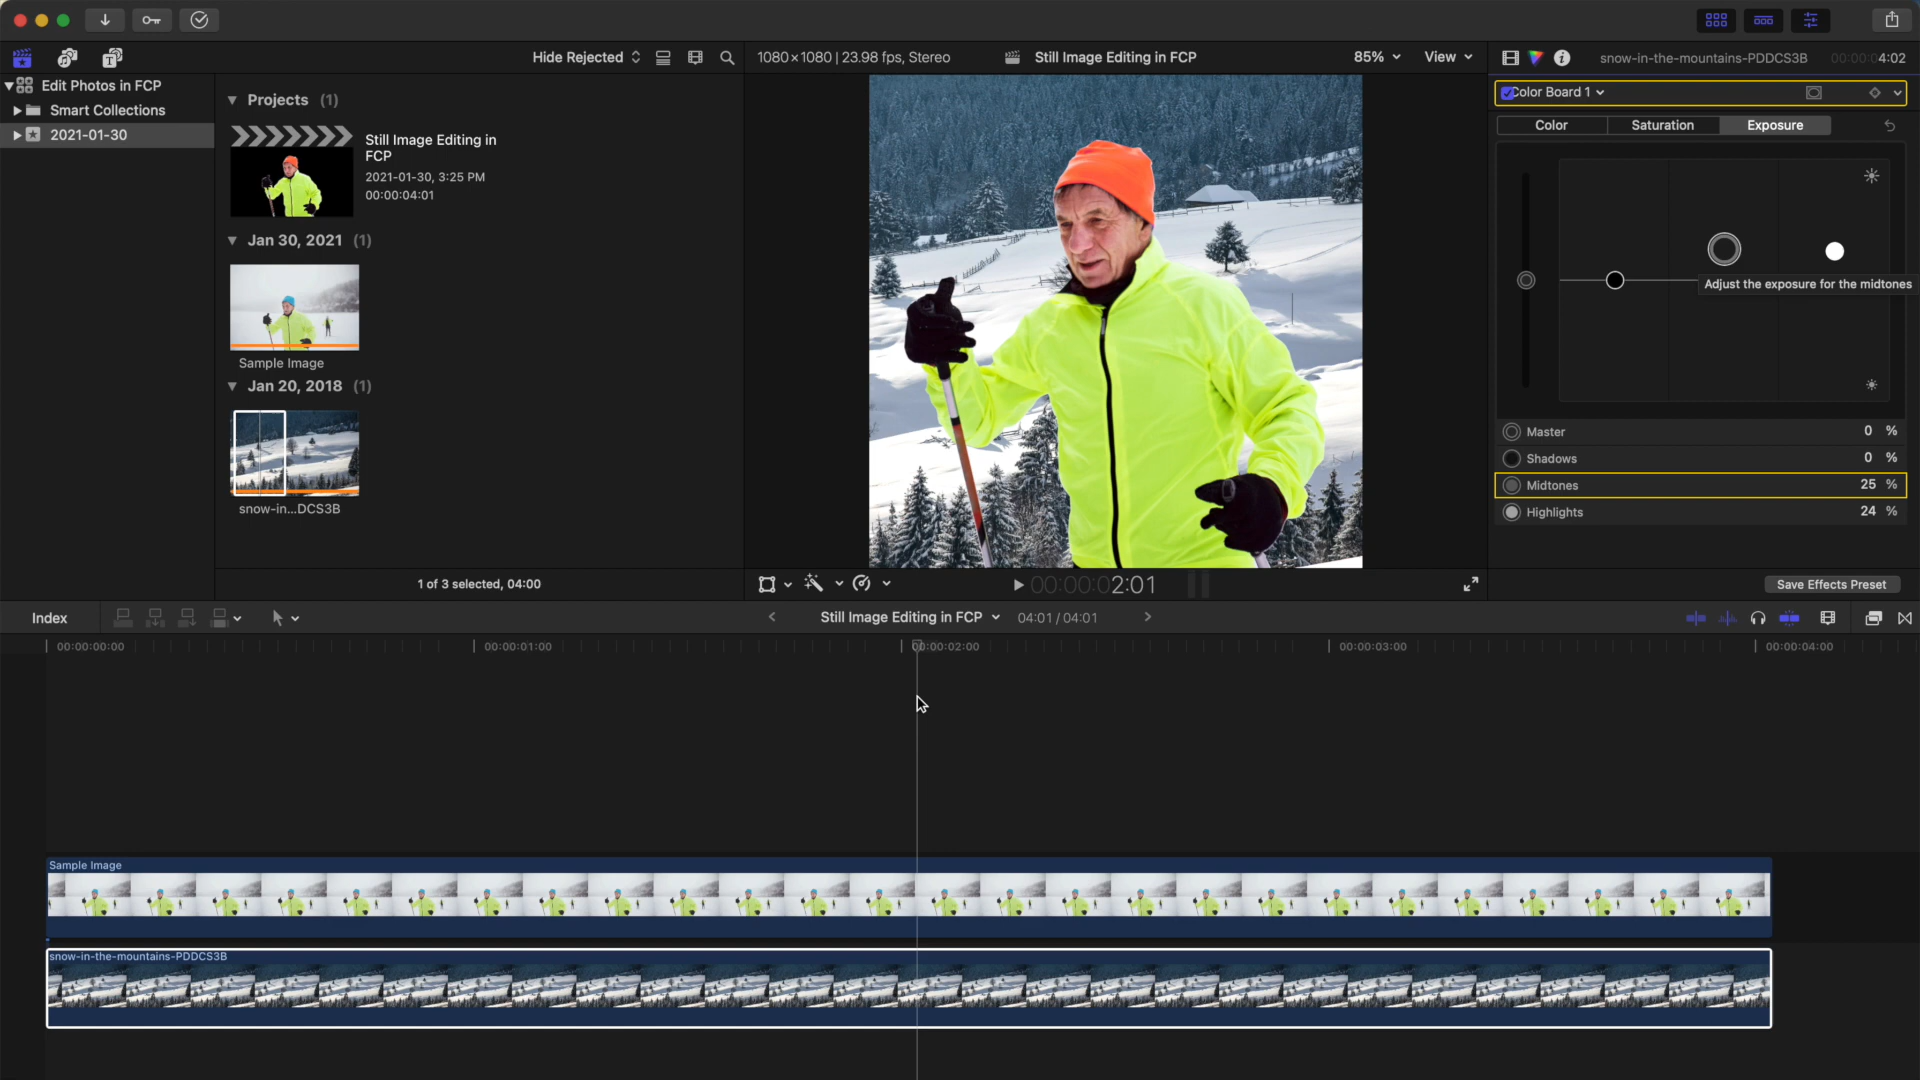 Hide Rejected
1080×1080 | 23.98 fps, Stereo
Still Image Editing in FCP
85%
View
snow-in-the-mountains-PDDCS3B
00:00:04:02
Edit Photos in FCP
Smart Collections
2021-01-30
Projects (1)
Still Image Editing in
FCP
2021-01-30, 3:25 PM
00:00:04:01
Jan 30, 2021 (1)
Sample Image
Jan 20, 2018 (1)
snow-in...DCS3B
1 of 3 selected, 04:00
Color Board 1
Color
Saturation
Exposure
Adjust the exposure for the midtones
Master 0 %
Shadows 0 %
Midtones 25 %
Highlights 24 %
Save Effects Preset
00:00:02:01
Index
Still Image Editing in FCP
04:01 / 04:01
00:00:00:00
00:00:01:00
00:00:02:00
00:00:03:00
00:00:04:00
Sample Image
snow-in-the-mountains-PDDCS3B